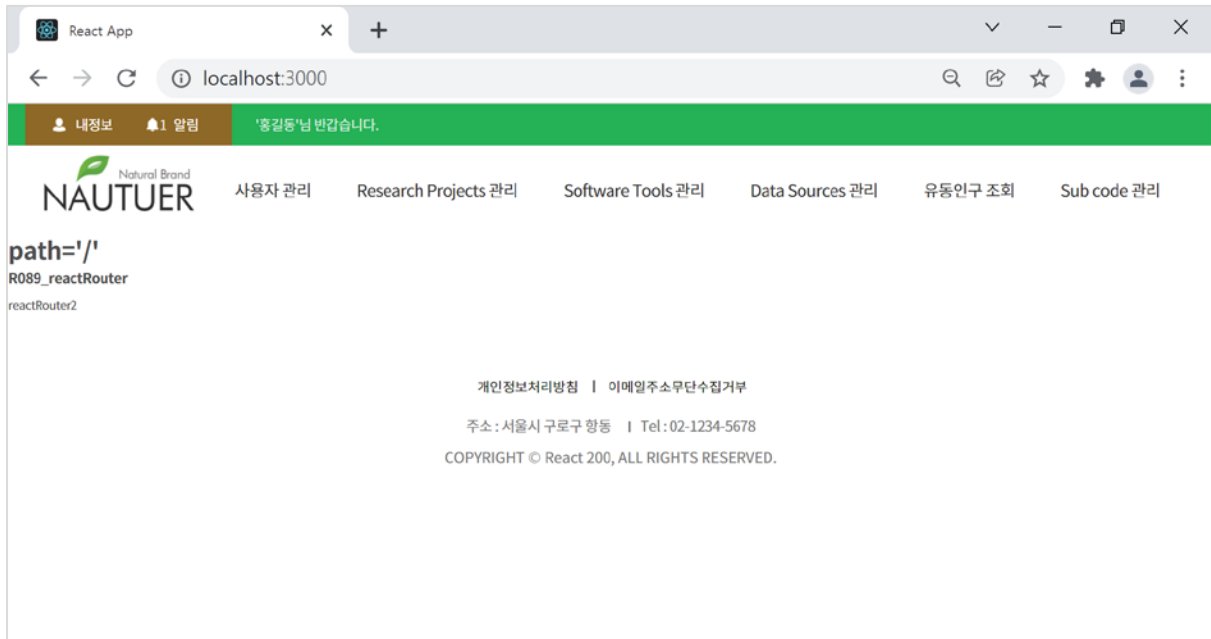 React App
localhost:3000
내정보 1 알림 '홍길동'님 반갑습니다.
Natural Brand
NAUTUER
사용자 관리 Research Projects 관리 Software Tools 관리 Data Sources 관리 유동인구 조회 Sub code 관리
path='/'
R089_reactRouter
reactRouter2
개인정보처리방침 | 이메일주소무단수집거부
주소 : 서울시 구로구 항동 | Tel : 02-1234-5678
COPYRIGHT © React 200, ALL RIGHTS RESERVED.